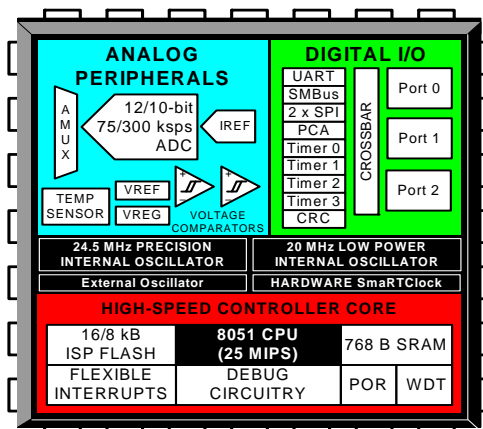 ANALOG
PERIPHERALS
A
M
U
X
12/10-bit
75/300 ksps
ADC
IREF
TEMP
SENSOR
VREF
VREG
+
–
+
–
VOLTAGE
COMPARATORS
DIGITAL I/O
UART
SMBus
2 x SPI
PCA
Timer 0
Timer 1
Timer 2
Timer 3
CRC
CROSSBAR
Port 0
Port 1
Port 2
24.5 MHz PRECISION
INTERNAL OSCILLATOR
20 MHz LOW POWER
INTERNAL OSCILLATOR
External Oscillator
HARDWARE SmaRTClock
HIGH-SPEED CONTROLLER CORE
16/8 kB
ISP FLASH
8051 CPU
(25 MIPS)
768 B SRAM
FLEXIBLE
INTERRUPTS
DEBUG
CIRCUITRY
POR
WDT